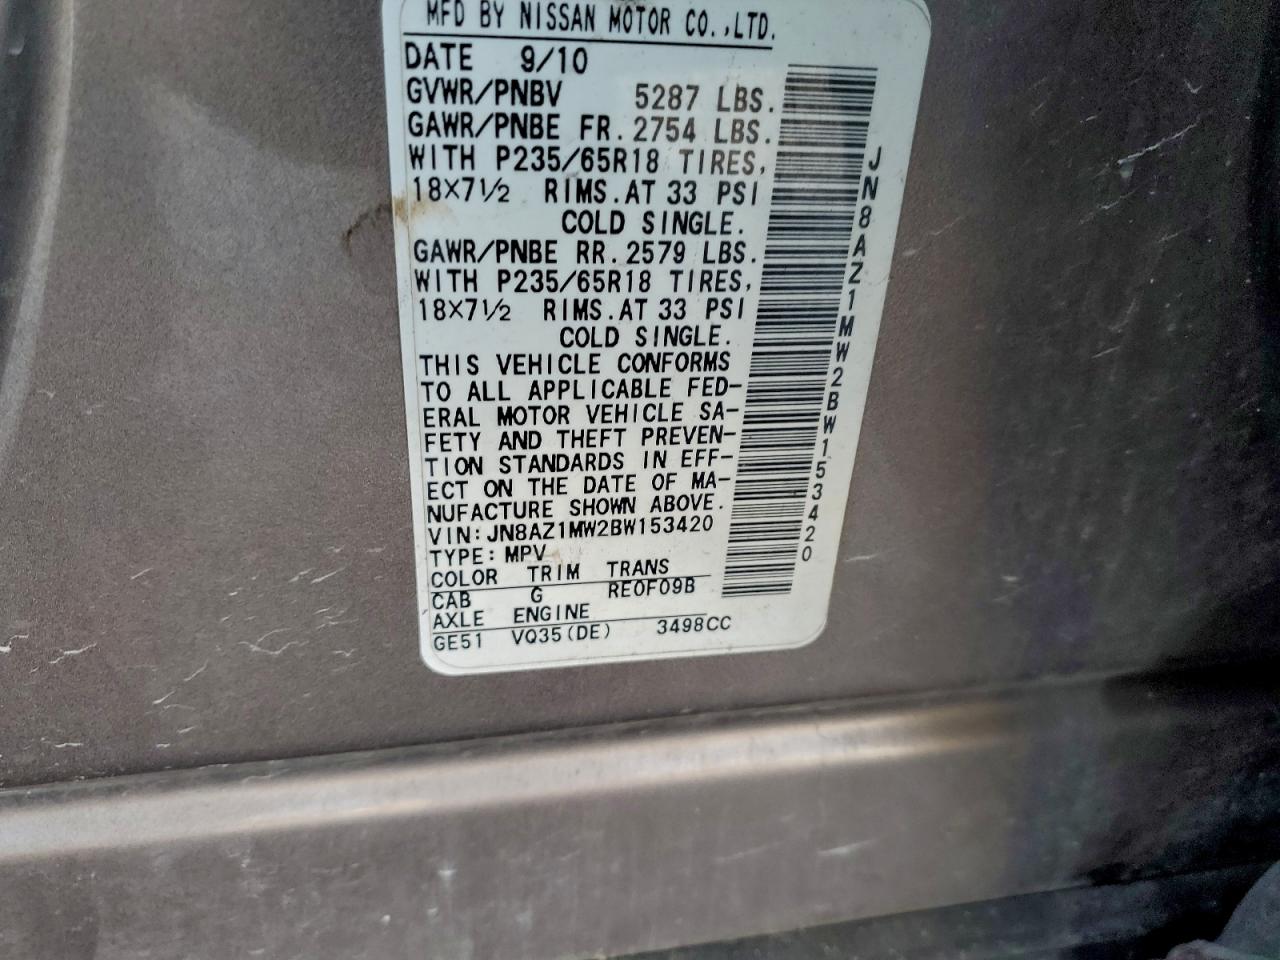 MFD BY NISSAN MOTOR CO.,LTD.
DATE 9/10
GVWR/PNBV 5287 LBS.
GAWR/PNBE FR. 2754 LBS.
WITH P235/65R18 TIRES,
18×7½ RIMS.AT 33 PSI
COLD SINGLE.
GAWR/PNBE RR. 2579 LBS.
WITH P235/65R18 TIRES,
18×7½ RIMS.AT 33 PSI
COLD SINGLE.
THIS VEHICLE CONFORMS
TO ALL APPLICABLE FED-
ERAL MOTOR VEHICLE SA-
FETY AND THEFT PREVEN-
TION STANDARDS IN EFF-
ECT ON THE DATE OF MA-
NUFACTURE SHOWN ABOVE.
VIN:JN8AZ1MW2BW153420
TYPE:MPV
COLOR TRIM TRANS
CAB G RE0F09B
AXLE ENGINE
GE51 VQ35(DE) 3498CC
JN8AZ1MW2BW153420